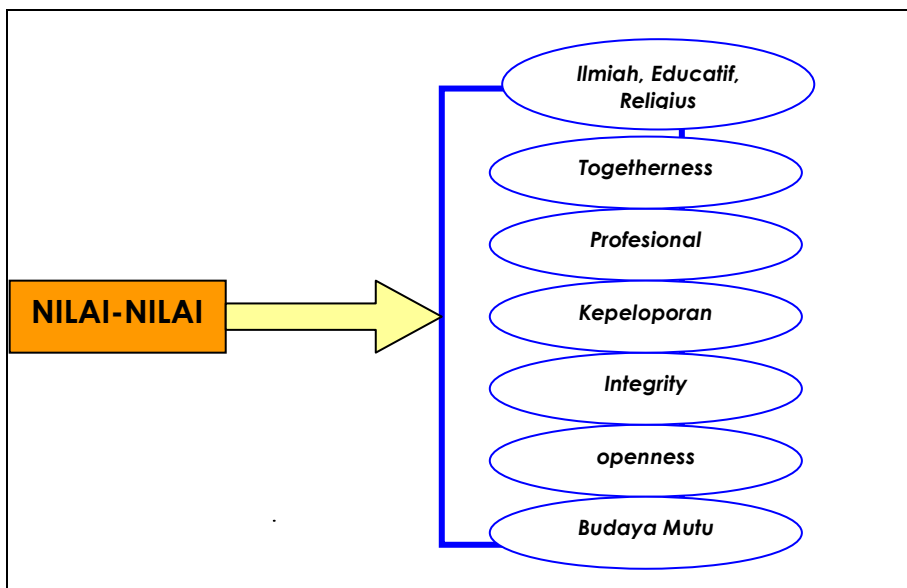 Ilmiah, Educatif,
Religius
Togetherness
Profesional
NILAI-NILAI
Kepeloporan
Integrity
openness
Budaya Mutu
.